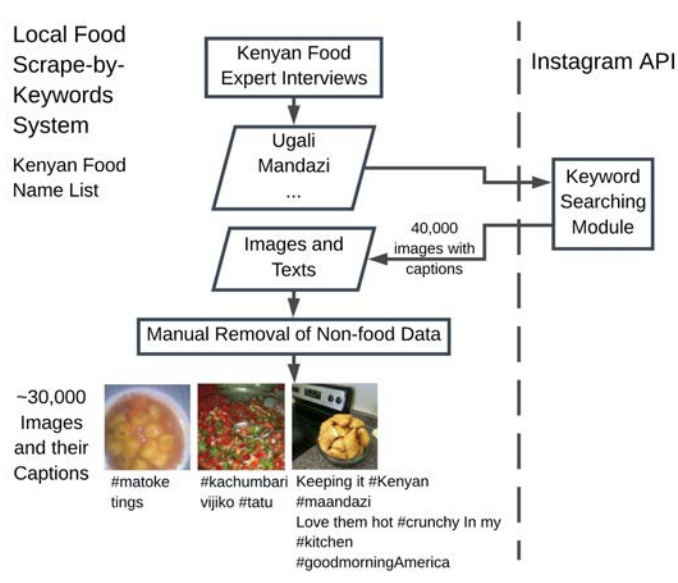 Local Food
Scrape-by-
Keywords
System
Kenyan Food
Name List
Kenyan Food
Expert Interviews
Ugali
Mandazi
...
Instagram API
Keyword
Searching
Module
40,000
images with
captions
Images and
Texts
Manual Removal of Non-food Data
~30,000
Images
and their
Captions
#matoke
tings
#kachumbari
vijiko #tatu
Keeping it #Kenyan
#maandazi
Love them hot #crunchy In my
#kitchen
#goodmorningAmerica